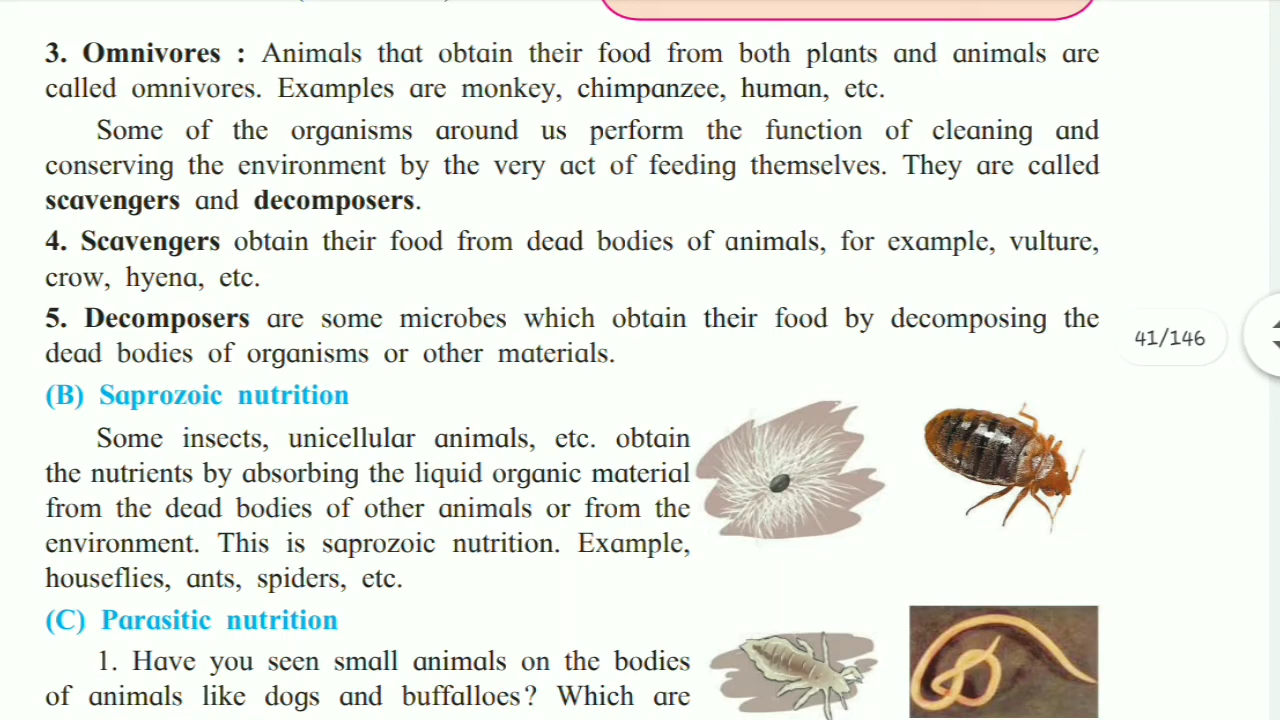 3. Omnivores : Animals that obtain their food from both plants and animals are
called omnivores. Examples are monkey, chimpanzee, human, etc.
Some of the organisms around us perform the function of cleaning and
conserving the environment by the very act of feeding themselves. They are called
scavengers and decomposers.
4. Scavengers obtain their food from dead bodies of animals, for example, vulture,
crow, hyena, etc.
5. Decomposers are some microbes which obtain their food by decomposing the
dead bodies of organisms or other materials.
41/146
(B) Saprozoic nutrition
Some insects, unicellular animals, etc. obtain
the nutrients by absorbing the liquid organic material
from the dead bodies of other animals or from the
environment. This is saprozoic nutrition. Example,
houseflies, ants, spiders, etc.
(C) Parasitic nutrition
1. Have you seen small animals on the bodies
of animals like dogs and buffalloes? Which are